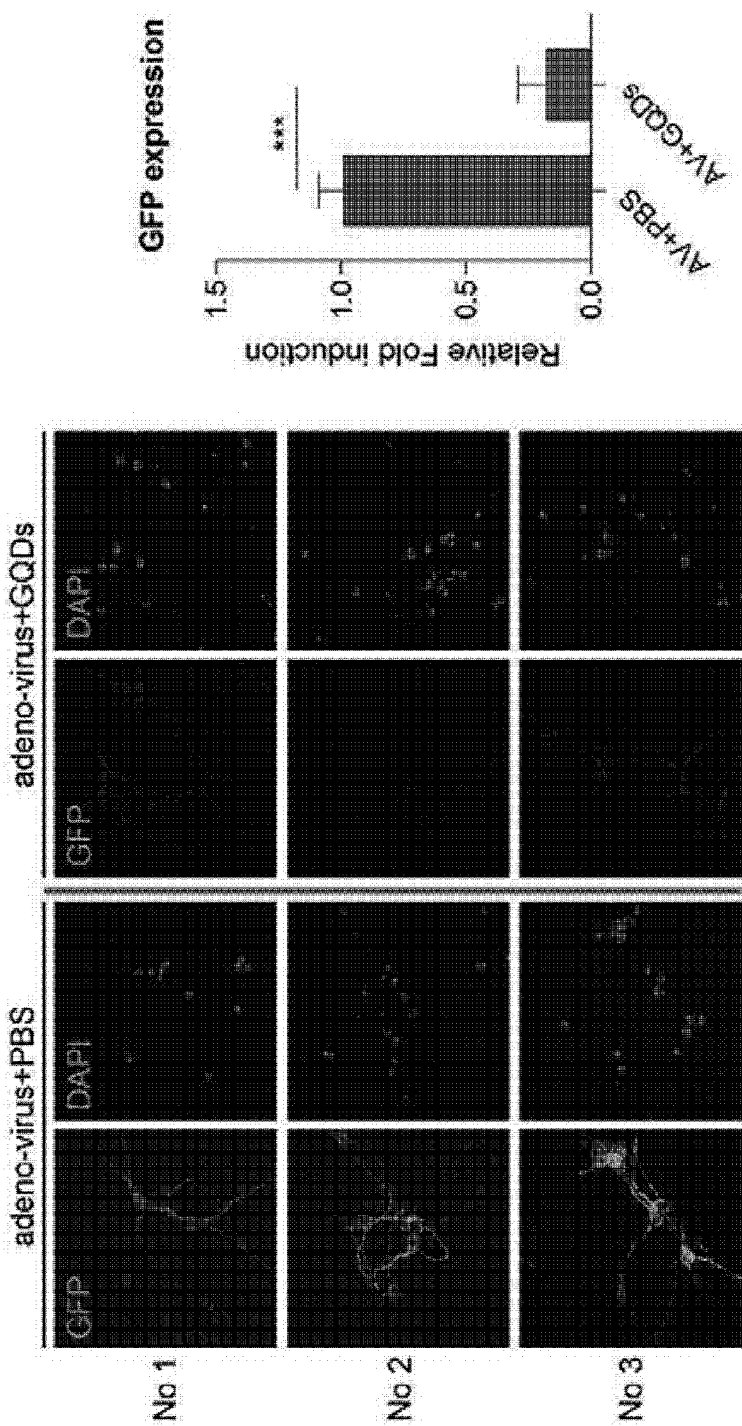 adeno-virus+PBS
adeno-virus+GQDs
GFP
DAPI
GFP
DAPI
No 1
No 2
No 3
GFP expression
Relative Fold induction
1.5
1.0
0.5
0.0
***
AV+PBS
AV+GQDs